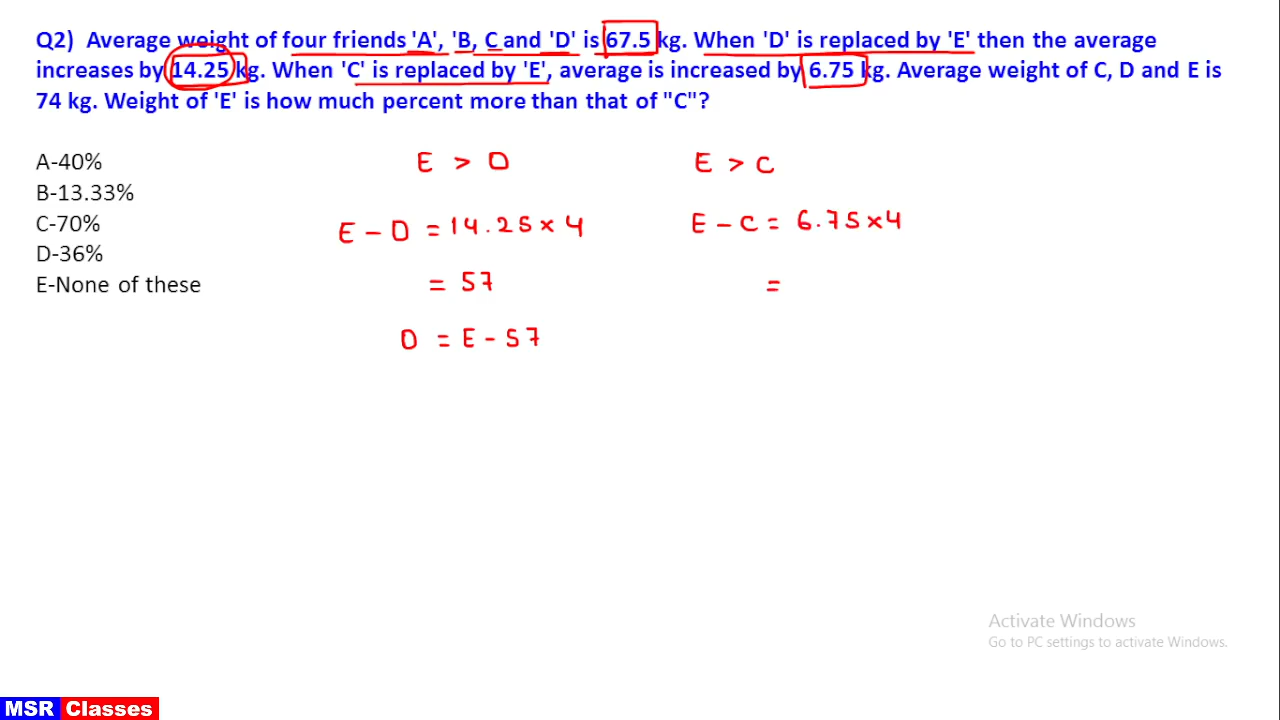 Q2) Average weight of four friends 'A', 'B, C and 'D' is 67.5 kg. When 'D' is replaced by 'E' then the average
increases by 14.25 kg. When 'C' is replaced by 'E', average is increased by 6.75 kg. Average weight of C, D and E is
74 kg. Weight of 'E' is how much percent more than that of "C"?
A-40%
B-13.33%
C-70%
D-36%
E-None of these
E > D
E - D = 14.25 × 4
= 57
D = E - 57
E > C
E - C = 6.75 × 4
=
Activate Windows
Go to PC settings to activate Windows.
MSR Classes